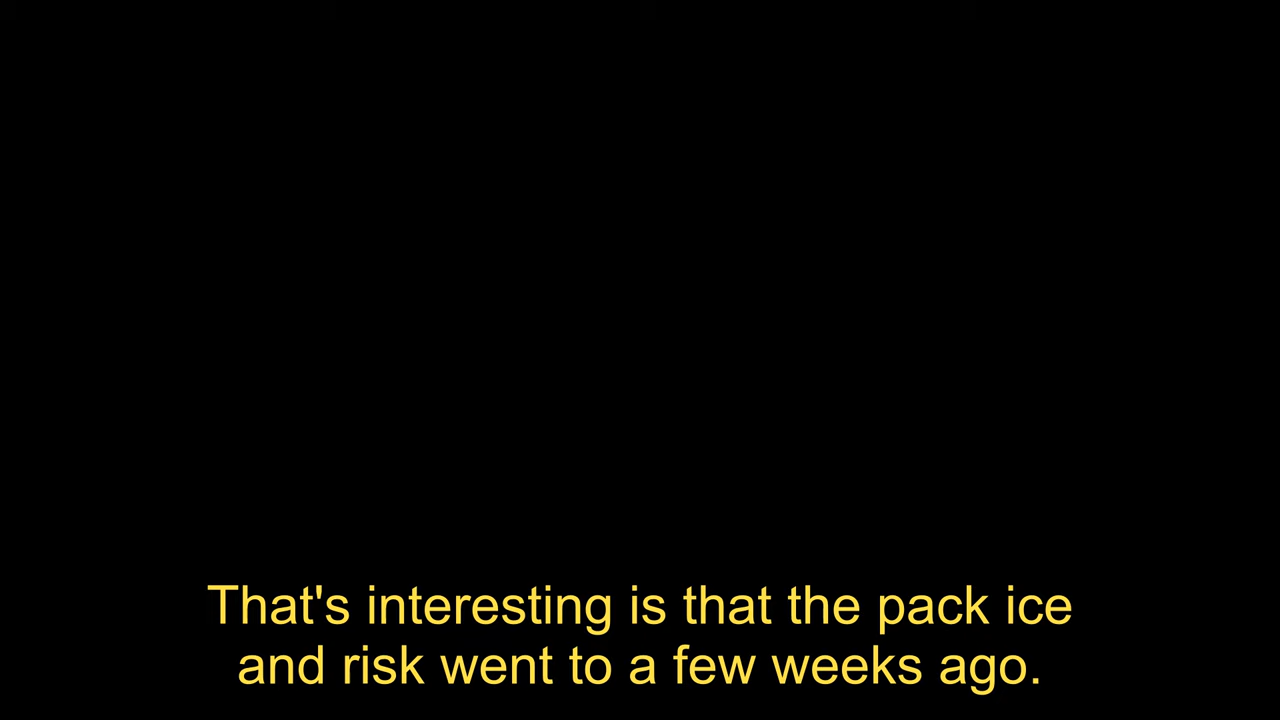 That's interesting is that the pack ice
and risk went to a few weeks ago.